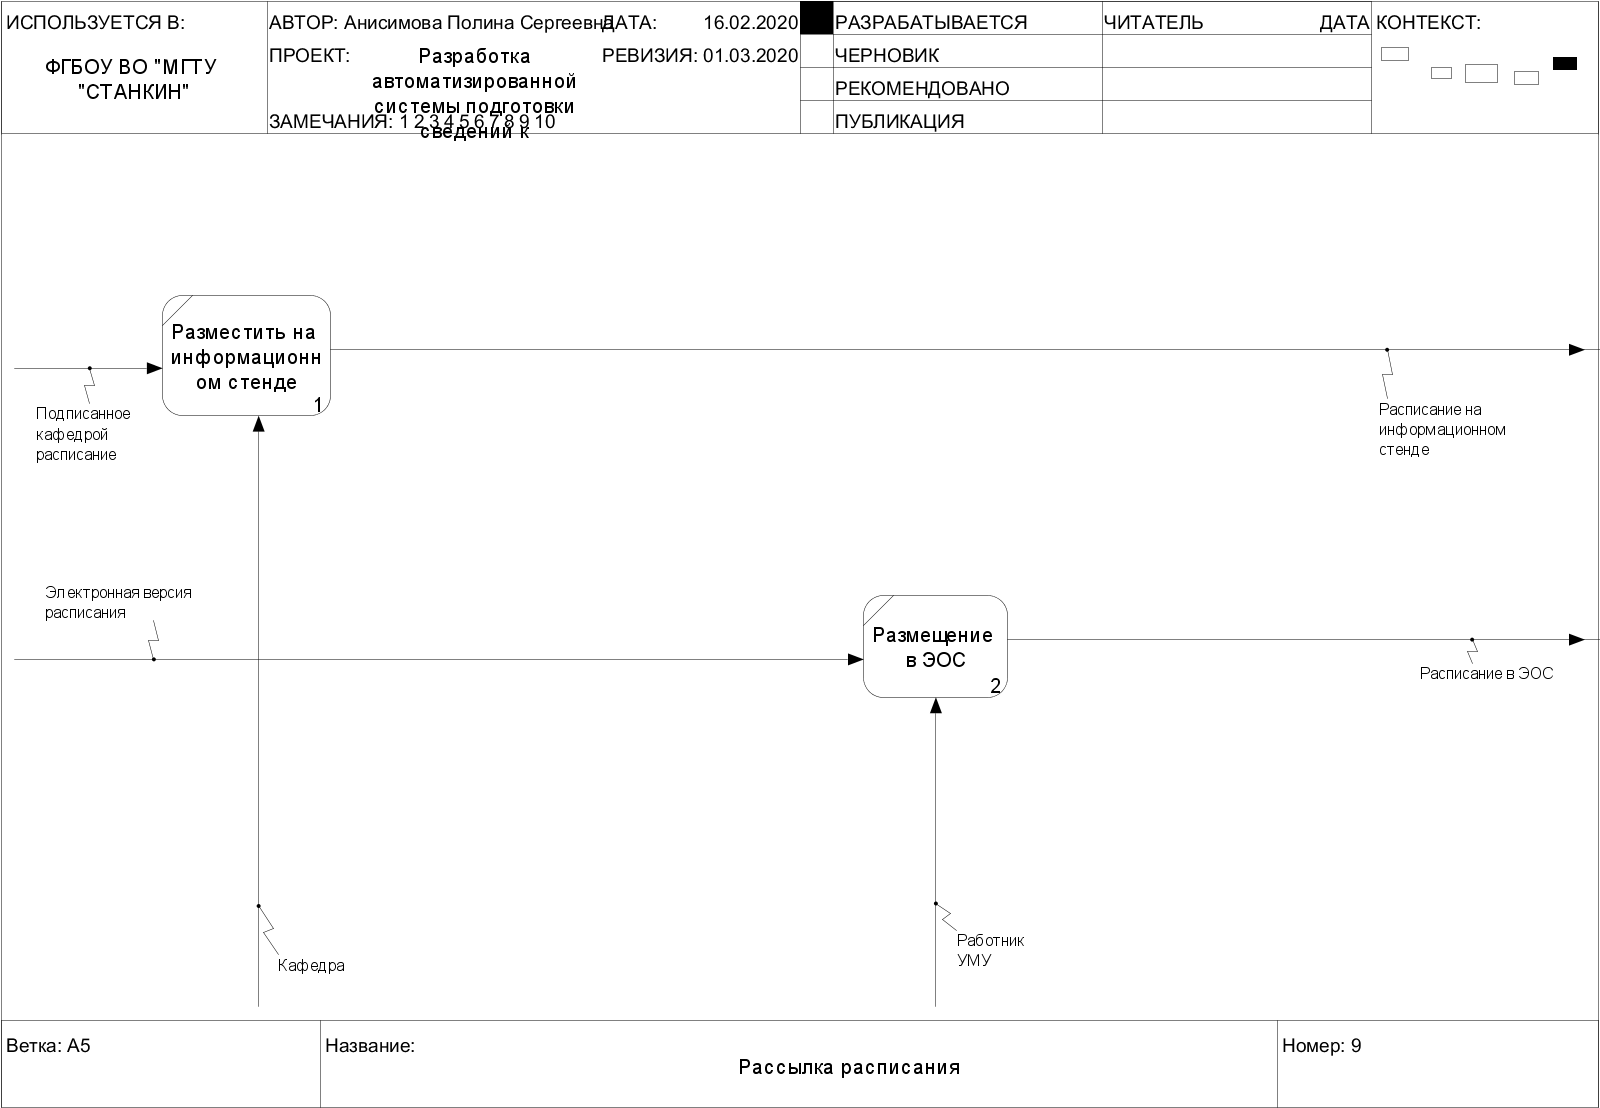 ИСПОЛЬЗУЕТСЯ В:
ФГБОУ ВО "МГТУ
"СТАНКИН"
АВТОР: Анисимова Полина Сергеевна
ДАТА: 16.02.2020
ПРОЕКТ:
Разработка
автоматизированной
системы подготовки
сведений к
РЕВИЗИЯ: 01.03.2020
ЗАМЕЧАНИЯ: 1 2 3 4 5 6 7 8 9 10
РАЗРАБАТЫВАЕТСЯ
ЧЕРНОВИК
РЕКОМЕНДОВАНО
ПУБЛИКАЦИЯ
ЧИТАТЕЛЬ ДАТА
КОНТЕКСТ:
Разместить на
информационн
ом стенде
1
Подписанное
кафедрой
расписание
Расписание на
информационном
стенде
Электронная версия
расписания
Размещение
в ЭОС
2
Расписание в ЭОС
Кафедра
Работник
УМУ
Ветка: A5
Название:
Рассылка расписания
Номер: 9